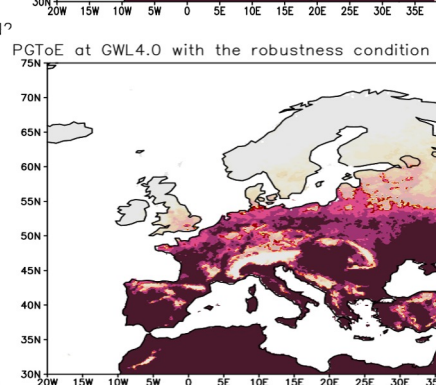 30N
20W 15W 10W 5W 0 5E 10E 15E 20E 25E 30E 35E
l?
PGToE at GWL4.0 with the robustness condition
75N
70N
65N
60N
55N
50N
45N
40N
35N
30N
20W 15W 10W 5W 0 5E 10E 15E 20E 25E 30E 35E